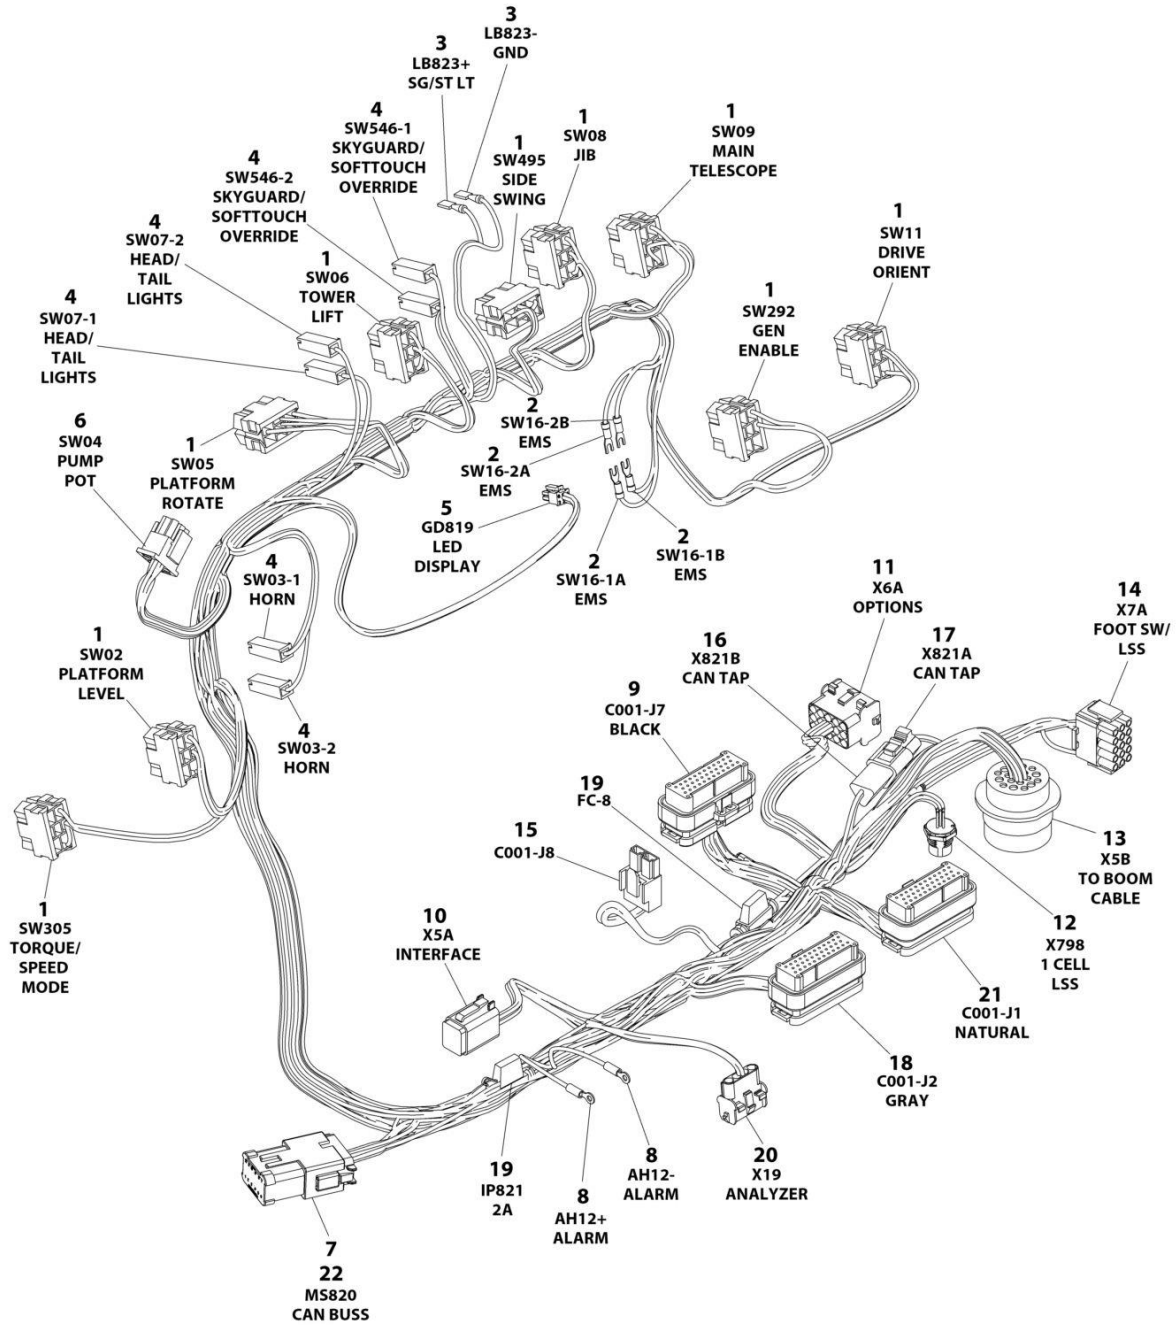 3
LB823-
GND
3
LB823+
SG/ST LT
4
SW546-1
SKYGUARD/
SOFTTOUCH
OVERRIDE
1
SW08
JIB
1
SW09
MAIN
TELESCOPE
1
SW495
SIDE
SWING
4
SW546-2
SKYGUARD/
SOFTTOUCH
OVERRIDE
4
SW07-2
HEAD/
TAIL
LIGHTS
1
SW11
DRIVE
ORIENT
1
SW06
TOWER
LIFT
4
SW07-1
HEAD/
TAIL
LIGHTS
1
SW292
GEN
ENABLE
6
SW04
PUMP
POT
1
SW05
PLATFORM
ROTATE
2
SW16-2B
EMS
2
SW16-2A
EMS
5
GD819
LED
DISPLAY
2
SW16-1B
EMS
2
SW16-1A
EMS
4
SW03-1
HORN
11
X6A
OPTIONS
14
X7A
FOOT SW/
LSS
1
SW02
PLATFORM
LEVEL
16
X821B
CAN TAP
17
X821A
CAN TAP
9
C001-J7
BLACK
4
SW03-2
HORN
19
FC-8
15
C001-J8
13
X5B
TO BOOM
CABLE
1
SW305
TORQUE/
SPEED
MODE
10
X5A
INTERFACE
12
X798
1 CELL
LSS
21
C001-J1
NATURAL
18
C001-J2
GRAY
19
IP821
2A
8
AH12+
ALARM
8
AH12-
ALARM
20
X19
ANALYZER
7
22
MS820
CAN BUSS